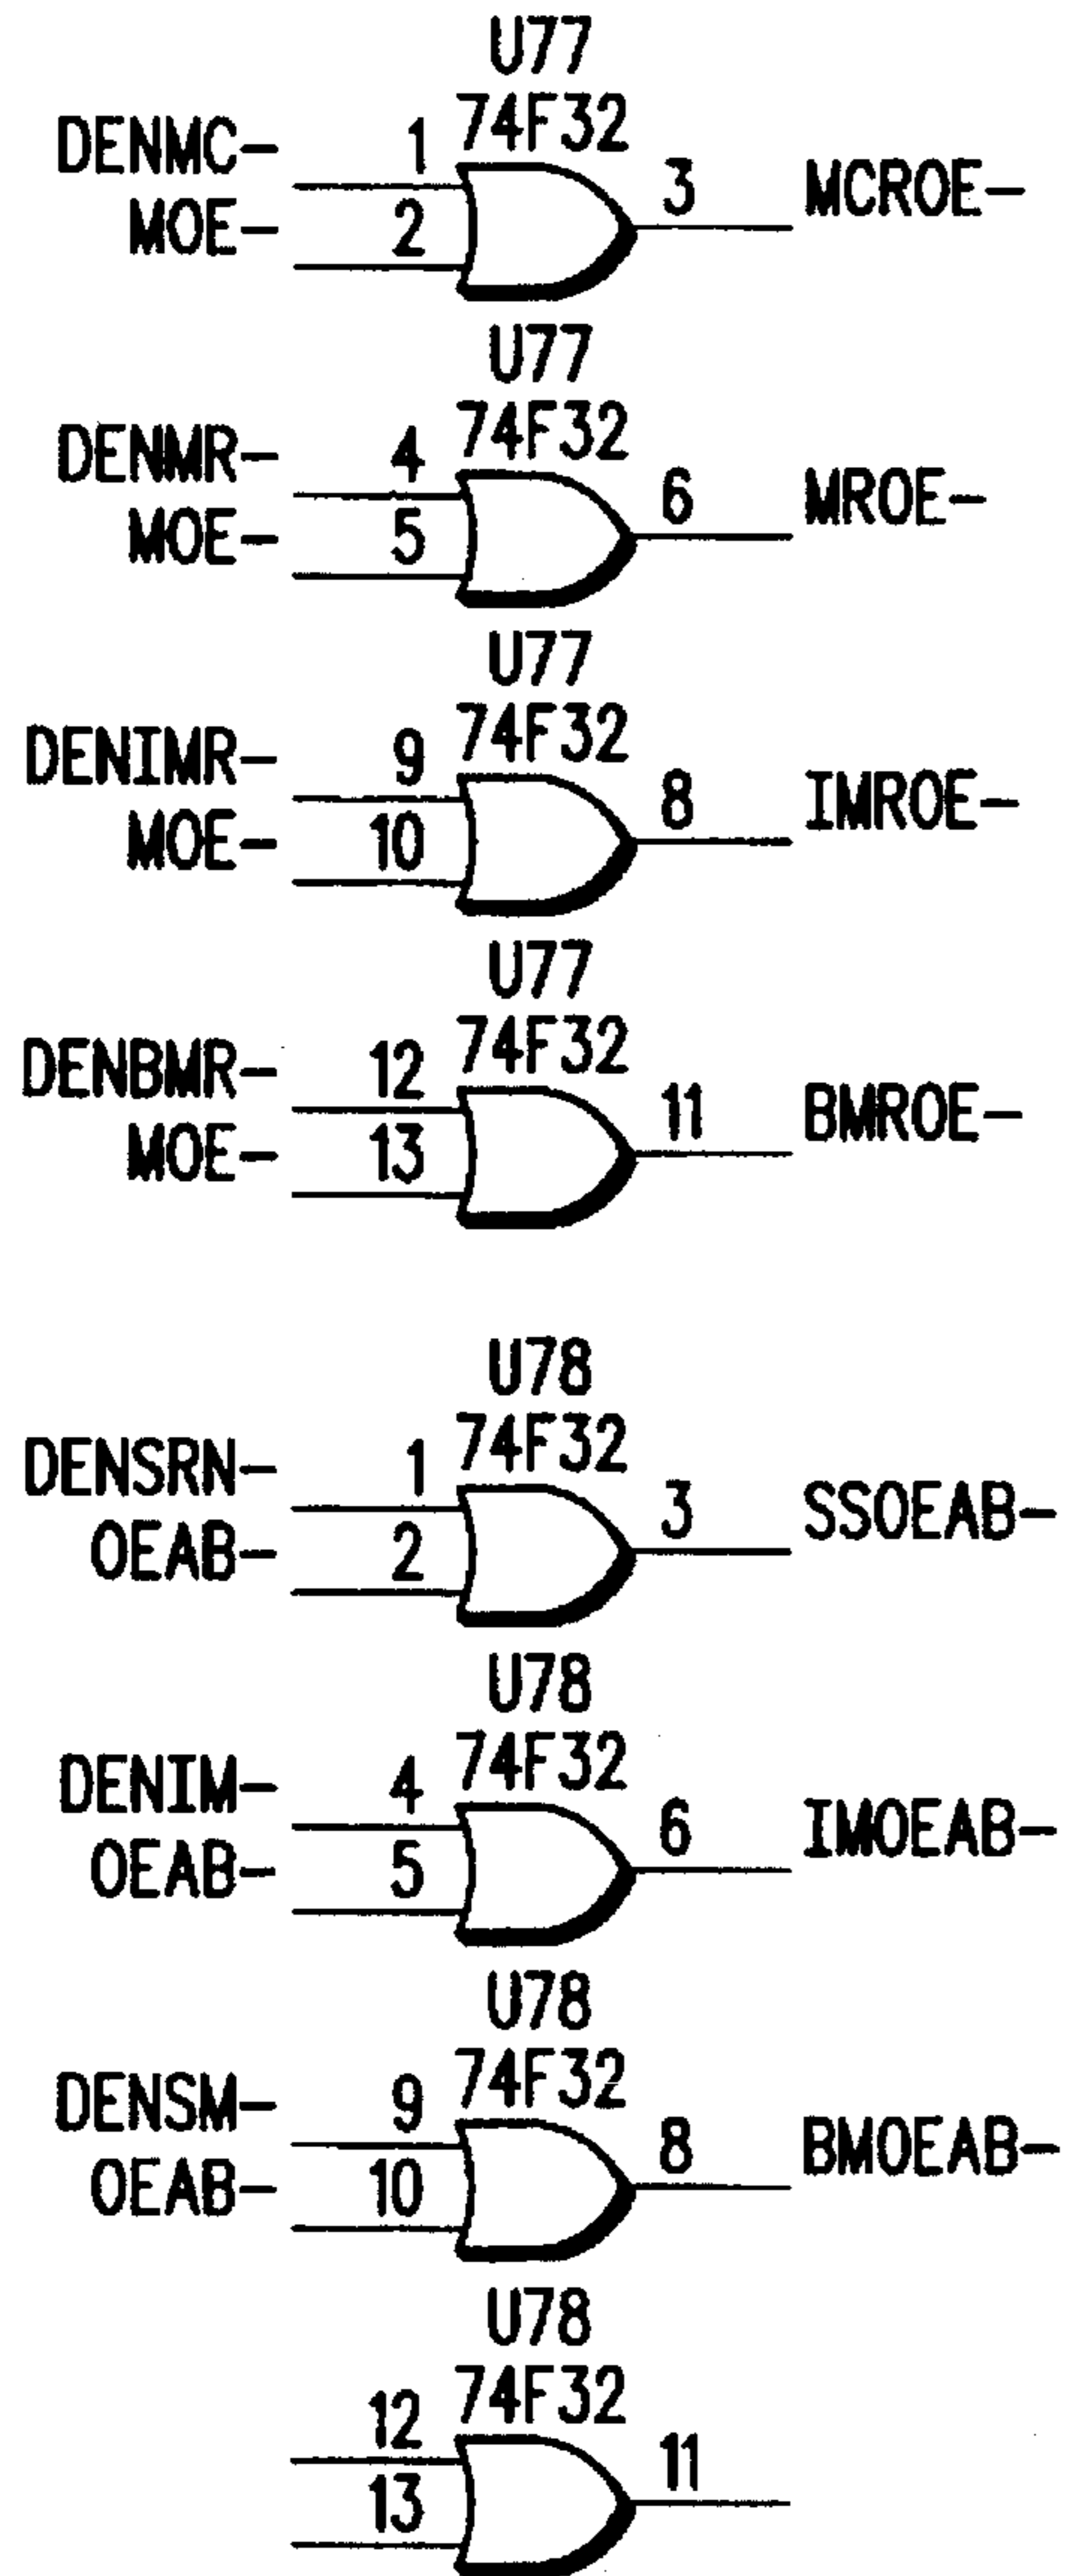 U77
74F32
DENMC- 1
MOE- 2
3 MCROE-
U77
74F32
DENMR- 4
MOE- 5
6 MROE-
U77
74F32
DENIMR- 9
MOE- 10
8 IMROE-
U77
74F32
DENBMR- 12
MOE- 13
11 BMROE-
U78
74F32
DENSRN- 1
OEAB- 2
3 SSOEAB-
U78
74F32
DENIM- 4
OEAB- 5
6 IMOEAB-
U78
74F32
DENSM- 9
OEAB- 10
8 BMOEAB-
U78
74F32
12
13
11